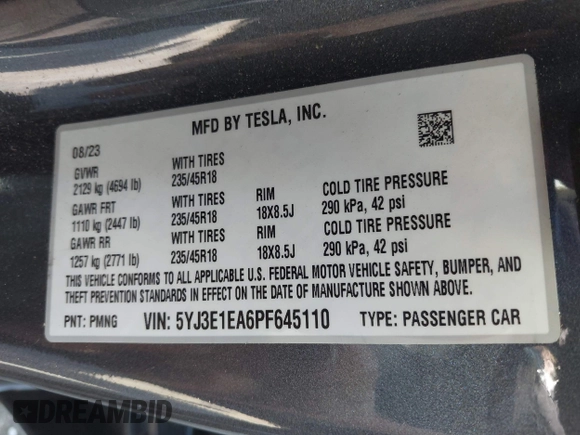 MFD BY TESLA, INC.
08/23
GVWR WITH TIRES
2129 kg (4694 lb) 235/45R18
GAWR FRT WITH TIRES RIM COLD TIRE PRESSURE
1110 kg (2447 lb) 235/45R18 18X8.5J 290 kPa, 42 psi
GAWR RR WITH TIRES RIM COLD TIRE PRESSURE
1257 kg (2771 lb) 235/45R18 18X8.5J 290 kPa, 42 psi
THIS VEHICLE CONFORMS TO ALL APPLICABLE U.S. FEDERAL MOTOR VEHICLE SAFETY, BUMPER, AND
THEFT PREVENTION STANDARDS IN EFFECT ON THE DATE OF MANUFACTURE SHOWN ABOVE.
PNT: PMNG VIN: 5YJ3E1EA6PF645110 TYPE: PASSENGER CAR
DREAMBID